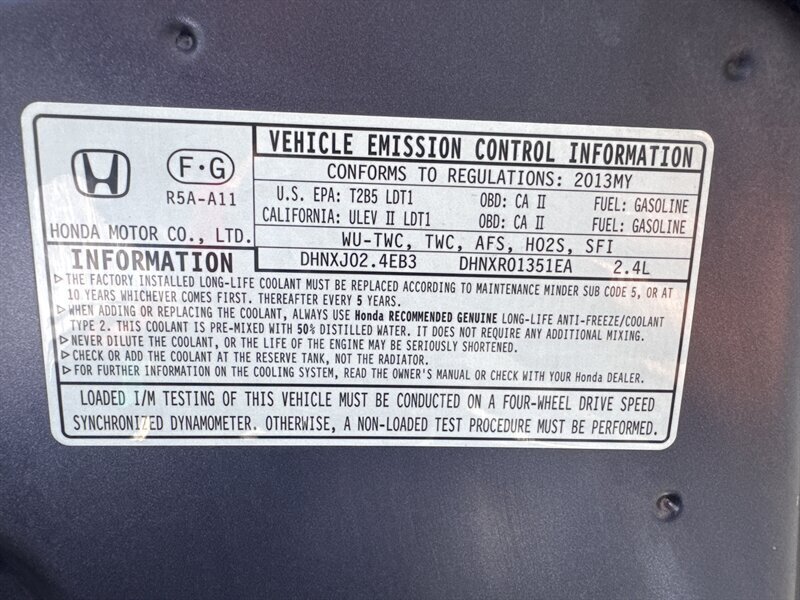 F·G
R5A-A11
HONDA MOTOR CO., LTD.
VEHICLE EMISSION CONTROL INFORMATION
CONFORMS TO REGULATIONS: 2013MY
U.S. EPA: T2B5 LDT1 OBD: CA II FUEL: GASOLINE
CALIFORNIA: ULEV II LDT1 OBD: CA II FUEL: GASOLINE
WU-TWC, TWC, AFS, HO2S, SFI
DHNXJ02.4EB3 DHNXR01351EA 2.4L
INFORMATION
▷THE FACTORY INSTALLED LONG-LIFE COOLANT MUST BE REPLACED ACCORDING TO MAINTENANCE MINDER SUB CODE 5, OR AT
10 YEARS WHICHEVER COMES FIRST. THEREAFTER EVERY 5 YEARS.
▷WHEN ADDING OR REPLACING THE COOLANT, ALWAYS USE Honda RECOMMENDED GENUINE LONG-LIFE ANTI-FREEZE/COOLANT
TYPE 2. THIS COOLANT IS PRE-MIXED WITH 50% DISTILLED WATER. IT DOES NOT REQUIRE ANY ADDITIONAL MIXING.
▷NEVER DILUTE THE COOLANT, OR THE LIFE OF THE ENGINE MAY BE SERIOUSLY SHORTENED.
▷CHECK OR ADD THE COOLANT AT THE RESERVE TANK, NOT THE RADIATOR.
▷FOR FURTHER INFORMATION ON THE COOLING SYSTEM, READ THE OWNER'S MANUAL OR CHECK WITH YOUR Honda DEALER.
LOADED I/M TESTING OF THIS VEHICLE MUST BE CONDUCTED ON A FOUR-WHEEL DRIVE SPEED
SYNCHRONIZED DYNAMOMETER. OTHERWISE, A NON-LOADED TEST PROCEDURE MUST BE PERFORMED.